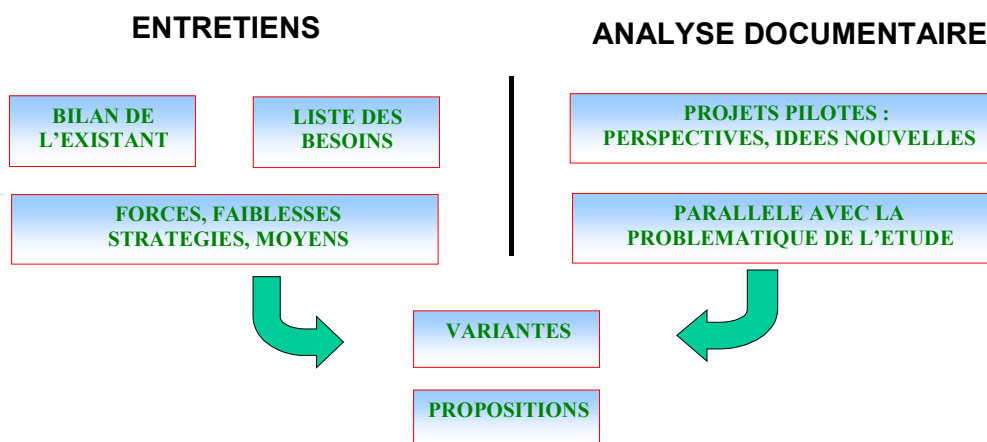 ENTRETIENS
ANALYSE DOCUMENTAIRE
BILAN DE
L’EXISTANT
LISTE DES
BESOINS
PROJETS PILOTES :
PERSPECTIVES, IDEES NOUVELLES
FORCES, FAIBLESSES
STRATEGIES, MOYENS
PARALLELE AVEC LA
PROBLEMATIQUE DE L’ETUDE
VARIANTES
PROPOSITIONS